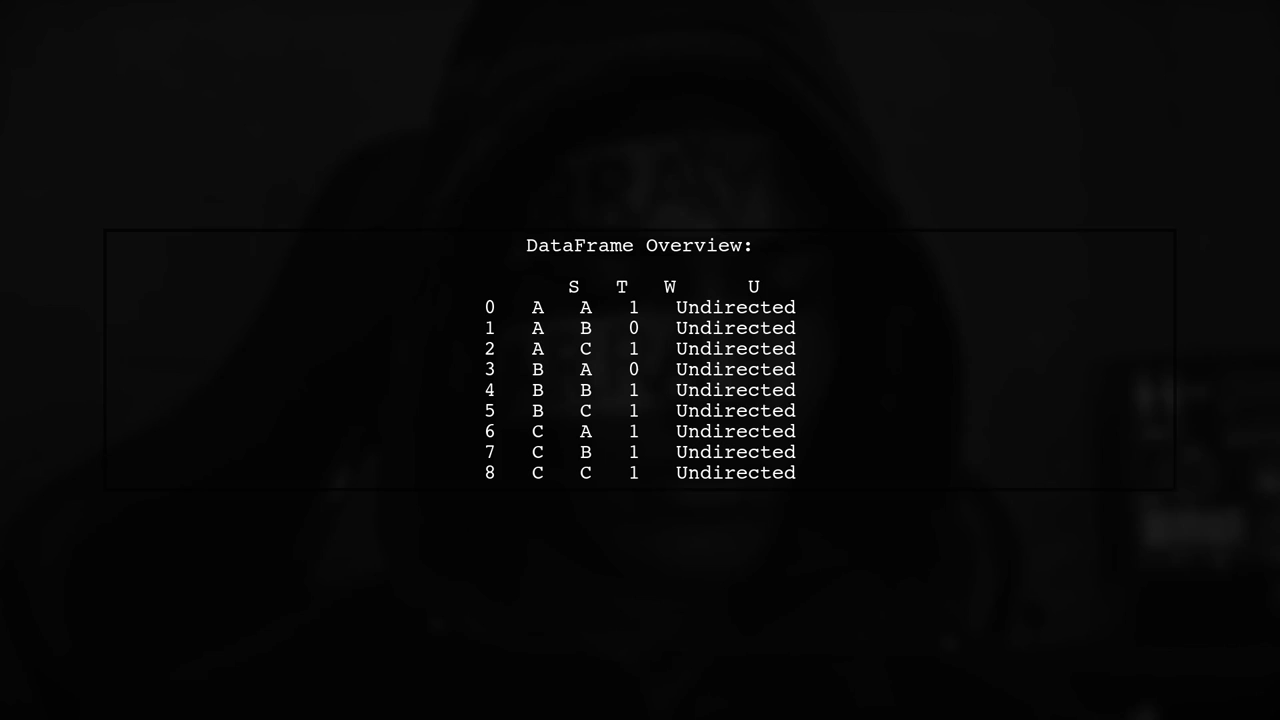 DataFrame Overview:
S T W U
0 A A 1 Undirected
1 A B 0 Undirected
2 A C 1 Undirected
3 B A 0 Undirected
4 B B 1 Undirected
5 B C 1 Undirected
6 C A 1 Undirected
7 C B 1 Undirected
8 C C 1 Undirected